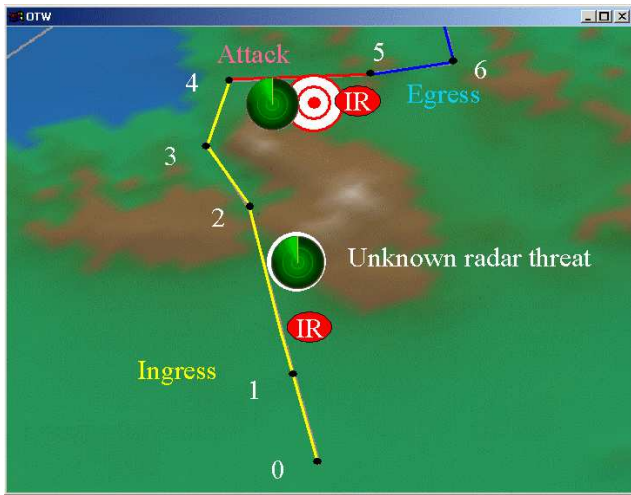 OTW
Attack
5
4
6
IR
Egress
3
2
Unknown radar threat
IR
Ingress
1
0